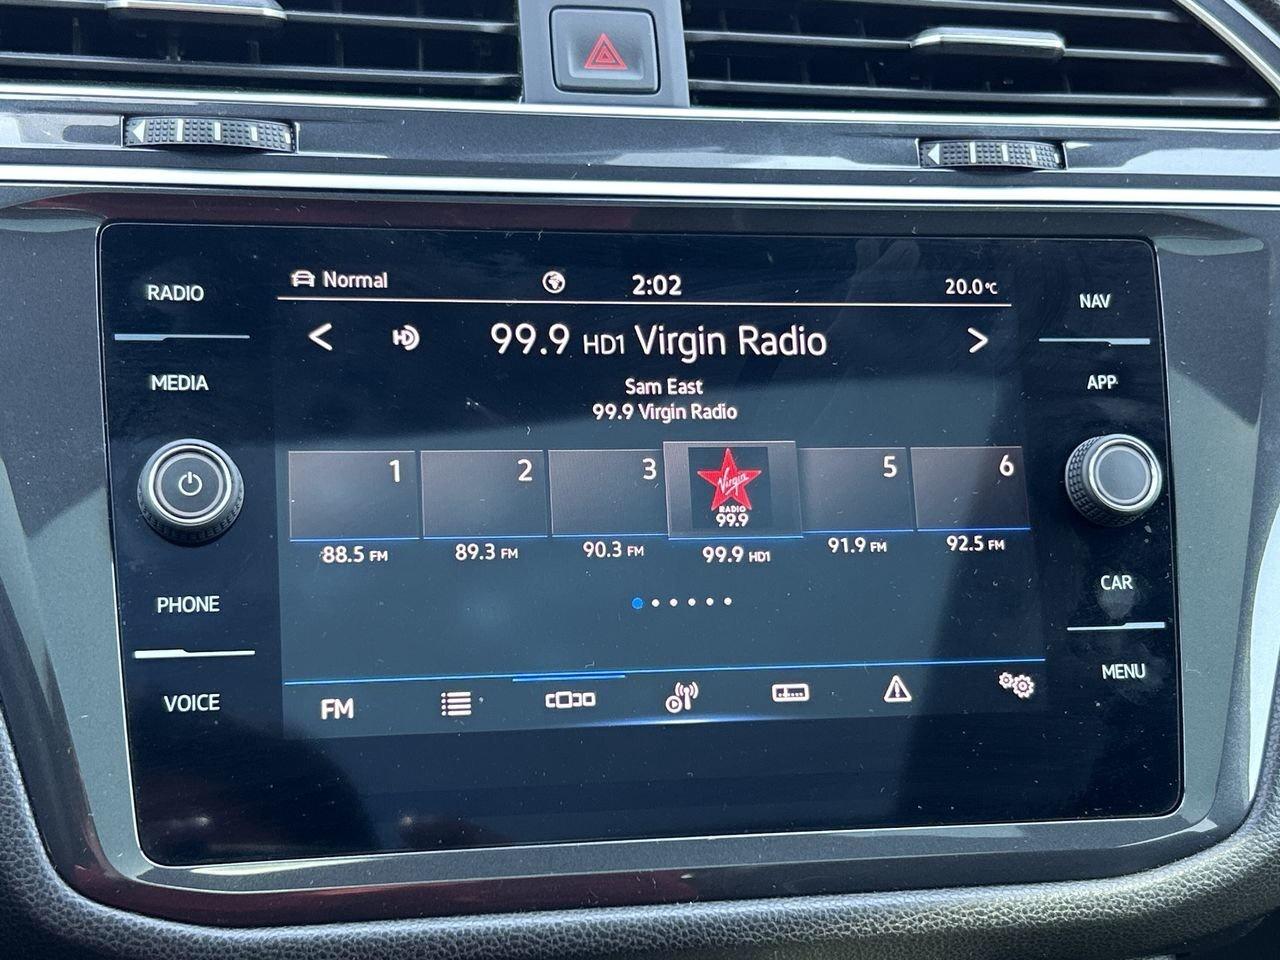 RADIO
MEDIA
PHONE
VOICE
Normal
2:02
20.0°C
HD
99.9 HD1 Virgin Radio
Sam East
99.9 Virgin Radio
1
2
3
Virgin
RADIO
99.9
5
6
88.5 FM
89.3 FM
90.3 FM
99.9 HD1
91.9 FM
92.5 FM
FM
NAV
APP
CAR
MENU